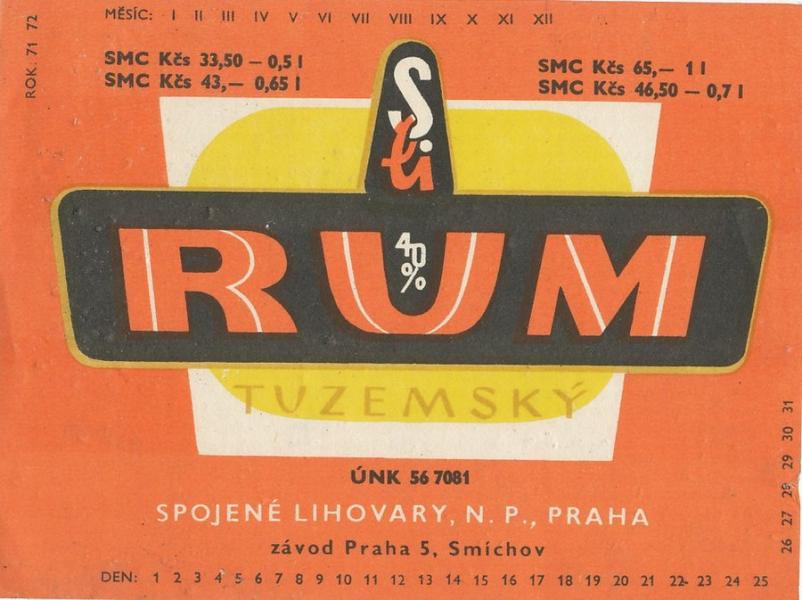 MĚSÍC: I II III IV V VI VII VIII IX X XI XII
ROK. 71 72
SMC Kčs 33,50 — 0,5 l
SMC Kčs 43,— 0,65 l
SMC Kčs 65,— 1 l
SMC Kčs 46,50 — 0,7 l
S
li
RUM
40
%
TUZEMSKÝ
ÚNK 56 7081
SPOJENÉ LIHOVARY, N. P., PRAHA
závod Praha 5, Smíchov
DEN: 1 2 3 4 5 6 7 8 9 10 11 12 13 14 15 16 17 18 19 20 21 22 23 24 25
26 27 28 29 30 31